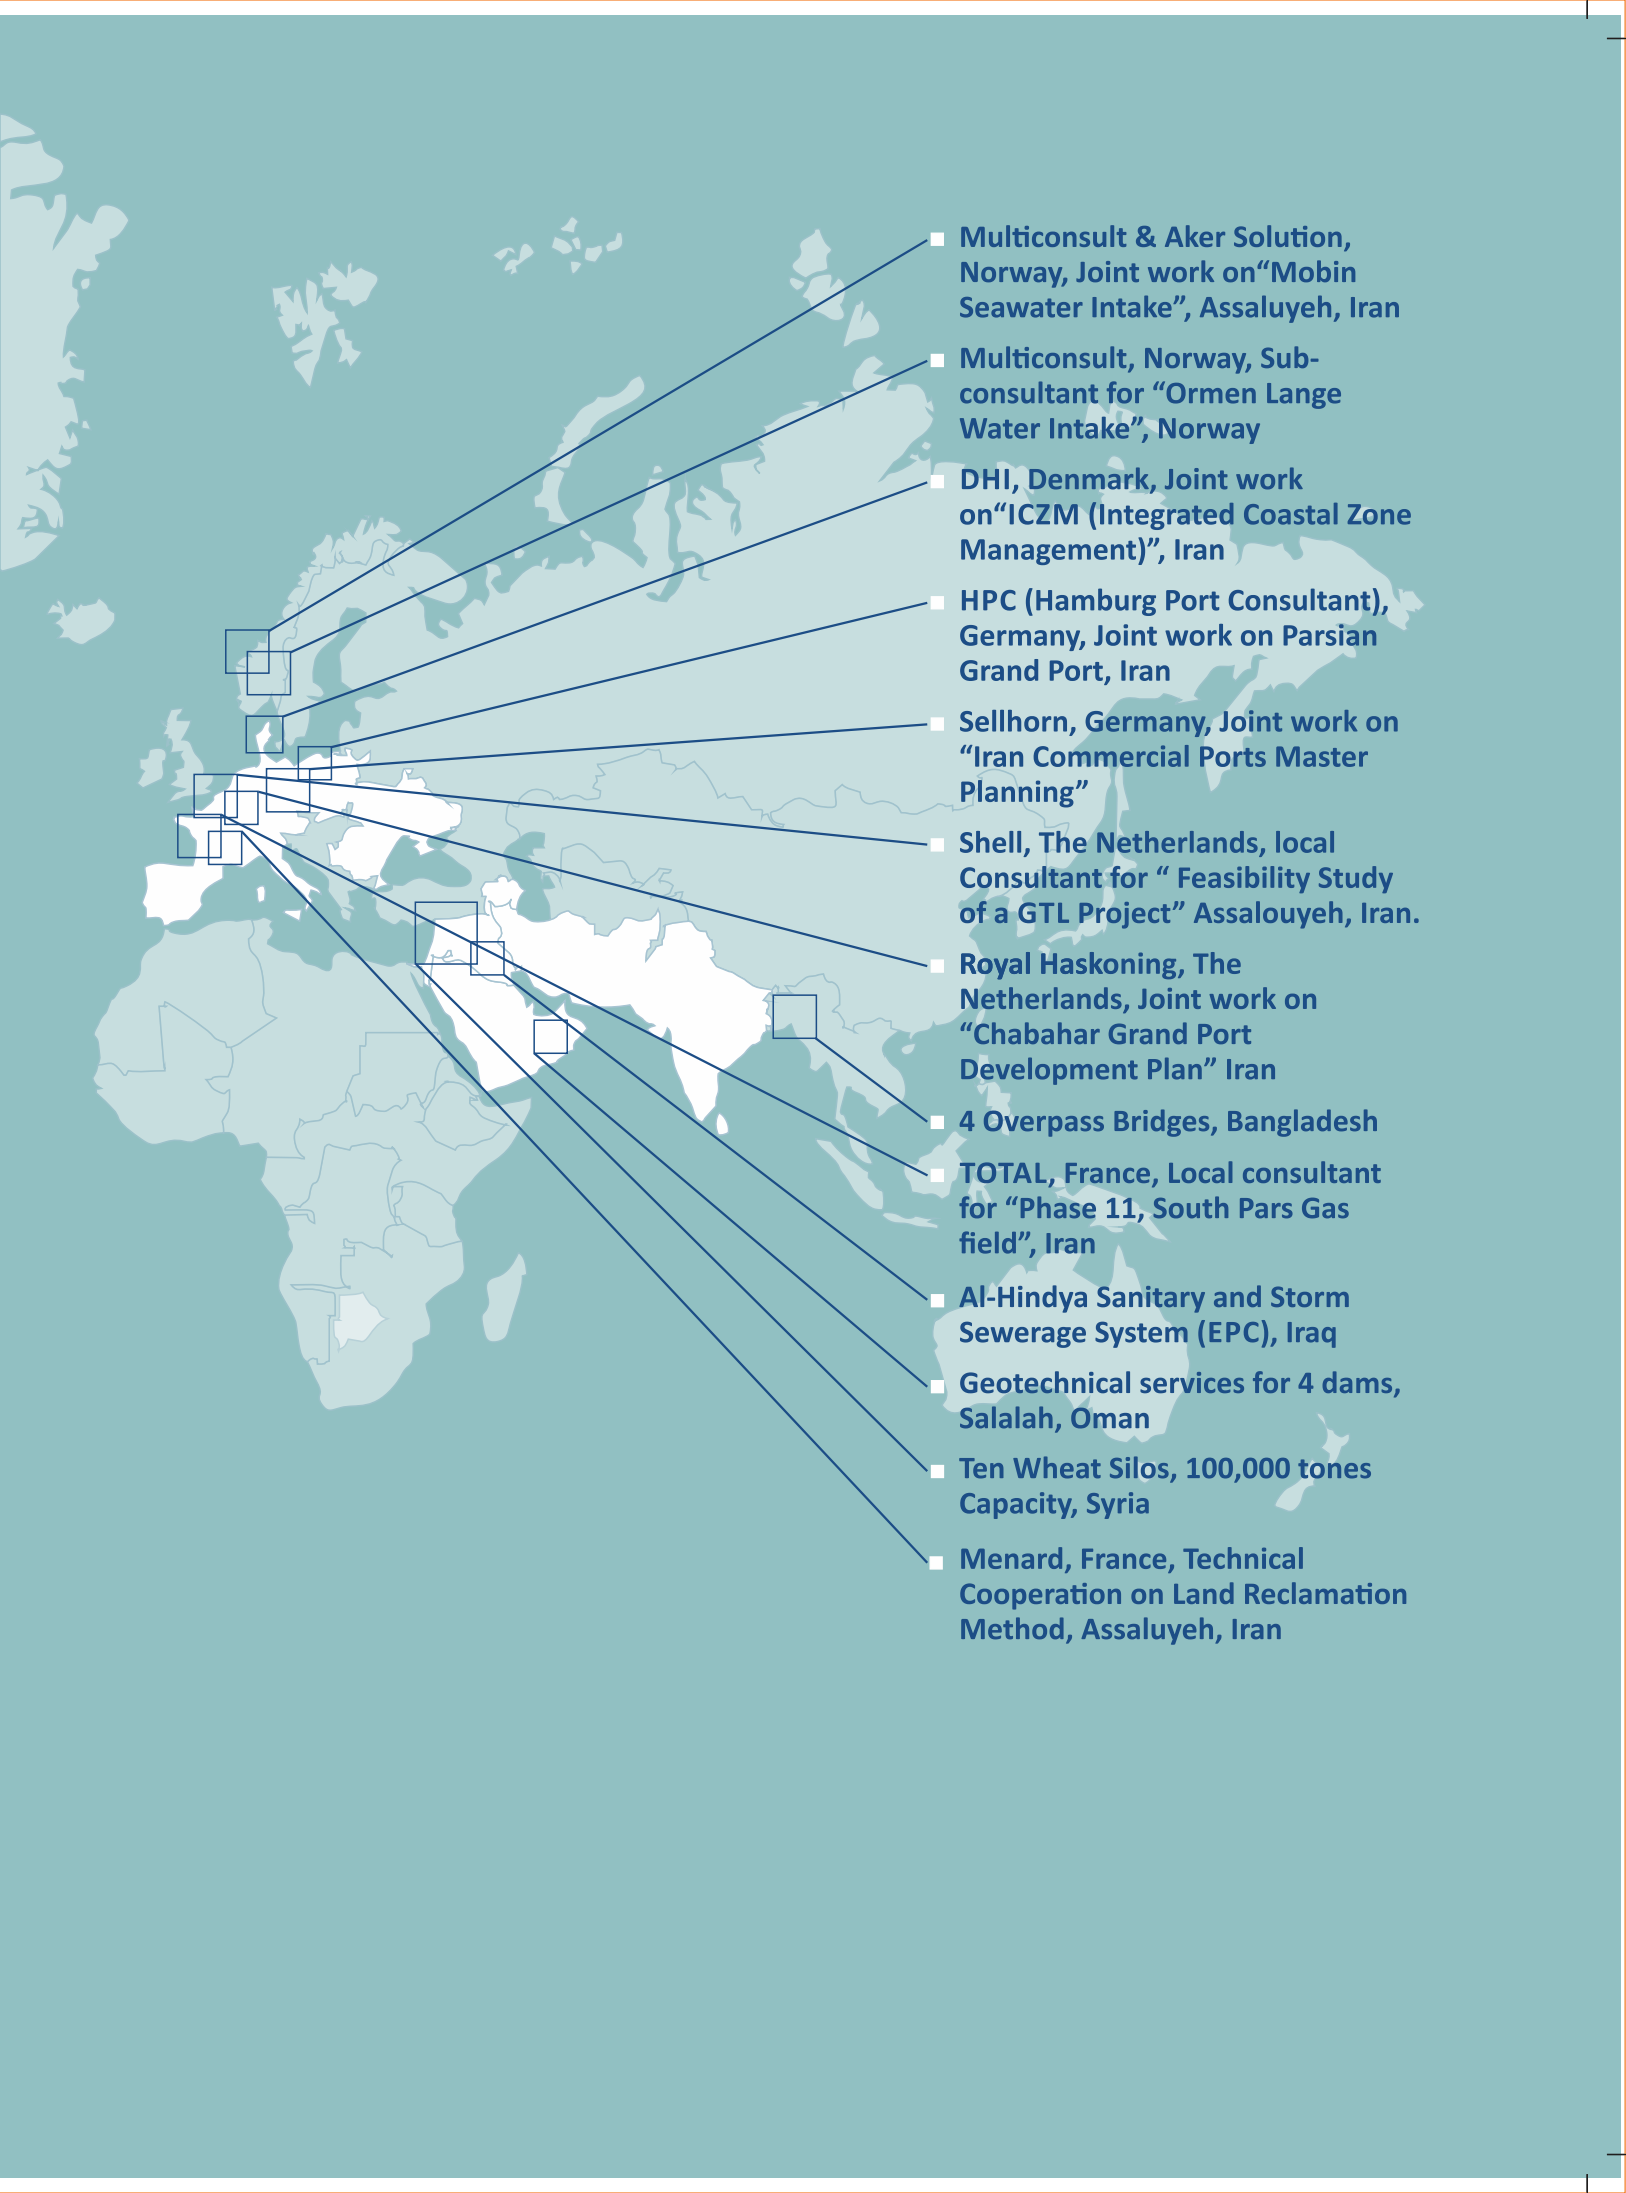 Multiconsult & Aker Solution,
Norway, Joint work on“Mobin
Seawater Intake”, Assaluyeh, Iran
Multiconsult, Norway, Sub-
consultant for “Ormen Lange
Water Intake”, Norway
DHI, Denmark, Joint work
on“ICZM (Integrated Coastal Zone
Management)”, Iran
HPC (Hamburg Port Consultant),
Germany, Joint work on Parsian
Grand Port, Iran
Sellhorn, Germany, Joint work on
“Iran Commercial Ports Master
Planning”
Shell, The Netherlands, local
Consultant for “ Feasibility Study
of a GTL Project” Assalouyeh, Iran.
Royal Haskoning, The
Netherlands, Joint work on
“Chabahar Grand Port
Development Plan” Iran
4 Overpass Bridges, Bangladesh
TOTAL, France, Local consultant
for “Phase 11, South Pars Gas
field”, Iran
Al-Hindya Sanitary and Storm
Sewerage System (EPC), Iraq
Geotechnical services for 4 dams,
Salalah, Oman
Ten Wheat Silos, 100,000 tones
Capacity, Syria
Menard, France, Technical
Cooperation on Land Reclamation
Method, Assaluyeh, Iran